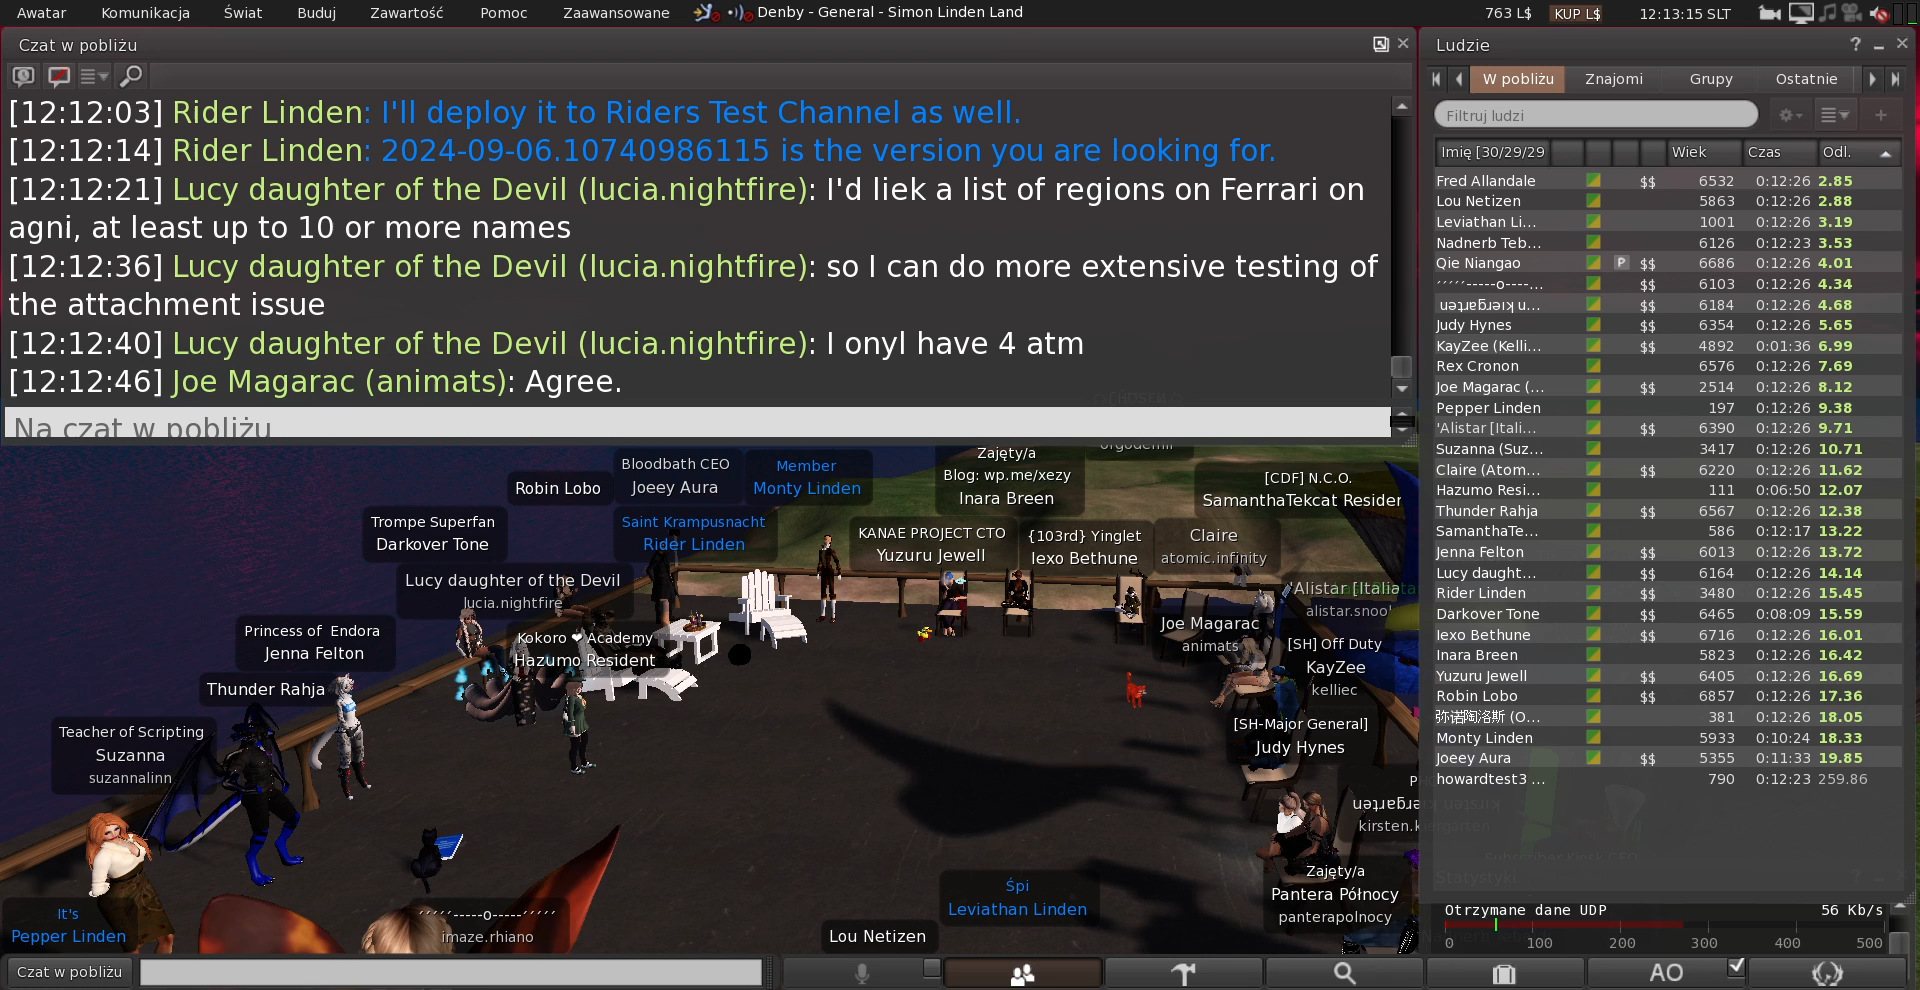 Awatar Komunikacja Świat Buduj Zawartość Pomoc Zaawansowane Denby - General - Simon Linden Land 763 L$ KUP L$ 12:13:15 SLT
Czat w pobliżu
[12:12:03] Rider Linden: I'll deploy it to Riders Test Channel as well.
[12:12:14] Rider Linden: 2024-09-06.10740986115 is the version you are looking for.
[12:12:21] Lucy daughter of the Devil (lucia.nightfire): I'd liek a list of regions on Ferrari on
agni, at least up to 10 or more names
[12:12:36] Lucy daughter of the Devil (lucia.nightfire): so I can do more extensive testing of
the attachment issue
[12:12:40] Lucy daughter of the Devil (lucia.nightfire): I onyl have 4 atm
[12:12:46] Joe Magarac (animats): Agree.
Na czat w pobliżu
Ludzie
W pobliżu Znajomi Grupy Ostatnie
Filtruj ludzi
Imię [30/29/29 Wiek Czas Odl.
Fred Allandale $$ 6532 0:12:26 2.85
Lou Netizen 5863 0:12:26 2.88
Leviathan Li... 1001 0:12:26 3.19
Nadnerb Teb... 6126 0:12:23 3.53
Qie Niangao P $$ 6686 0:12:26 4.01
՛՛՛՛՛-----o----... $$ 6103 0:12:26 4.34
uǝʇɹɐƃɹǝıʞ u... $$ 6184 0:12:26 4.68
Judy Hynes $$ 6354 0:12:26 5.65
KayZee (Kelli... $$ 4892 0:01:36 6.99
Rex Cronon 6576 0:12:26 7.69
Joe Magarac (... $$ 2514 0:12:26 8.12
Pepper Linden 197 0:12:26 9.38
'Alistar [Itali... $$ 6390 0:12:26 9.71
Suzanna (Suz... 3417 0:12:26 10.71
Claire (Atom... $$ 6220 0:12:26 11.62
Hazumo Resi... 111 0:06:50 12.07
Thunder Rahja $$ 6567 0:12:26 12.38
SamanthaTe... 586 0:12:17 13.22
Jenna Felton $$ 6013 0:12:26 13.72
Lucy daught... $$ 6164 0:12:26 14.14
Rider Linden $$ 3480 0:12:26 15.45
Darkover Tone $$ 6465 0:08:09 15.59
Iexo Bethune $$ 6716 0:12:26 16.01
Inara Breen 5823 0:12:26 16.42
Yuzuru Jewell $$ 6405 0:12:26 16.69
Robin Lobo $$ 6857 0:12:26 17.36
弥诺陶洛斯 (O... 381 0:12:26 18.05
Monty Linden 5933 0:10:24 18.33
Joeey Aura $$ 5355 0:11:33 19.85
howardtest3 ... 790 0:12:23 259.86
Statystyki
Otrzymane dane UDP 56 Kb/s
0 100 200 300 400 500
Robin Lobo
Bloodbath CEO
Joeey Aura
Member
Monty Linden
Zajęty/a
Blog: wp.me/xezy
Inara Breen
[CDF] N.C.O.
SamanthaTekcat Resider
Trompe Superfan
Darkover Tone
Saint Krampusnacht
Rider Linden
KANAE PROJECT CTO
Yuzuru Jewell
{103rd} Yinglet
Iexo Bethune
Claire
atomic.infinity
Lucy daughter of the Devil
lucia.nightfire
'Alistar [Italia
alistar.snoo
Princess of Endora
Jenna Felton
Kokoro ❤ Academy
Hazumo Resident
Joe Magarac
animats
[SH] Off Duty
KayZee
kelliec
Thunder Rahja
Teacher of Scripting
Suzanna
suzannalinn
[SH-Major General]
Judy Hynes
Zajęty/a
Pantera Północy
panterapolnocy
Śpi
Leviathan Linden
It's
Pepper Linden
՛՛՛՛՛-----o-----՛՛՛՛՛
imaze.rhiano
Lou Netizen
Czat w pobliżu AO